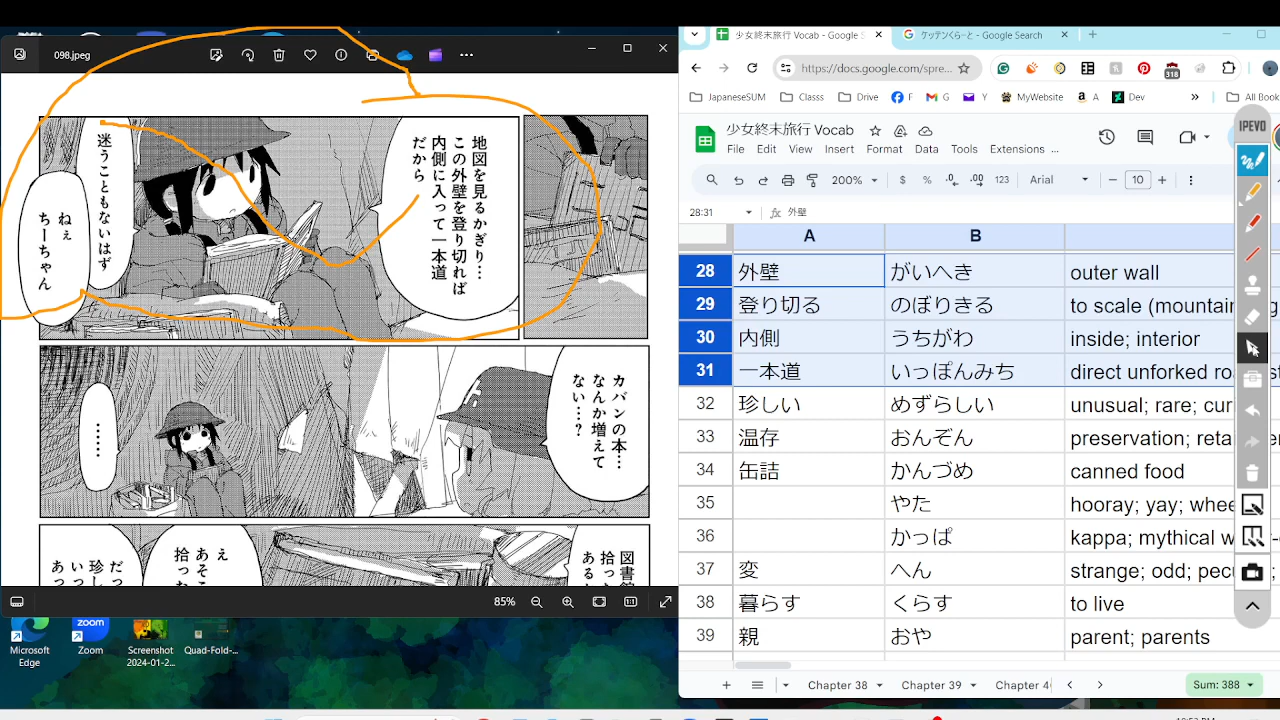 098.jpeg
地図を見るかぎり…
この外壁を登り切れば
内側に入って一本道
だから
迷うこともないはず
ねぇ
ちーちゃん
カバンの本…
なんか増えて
ない…?
……
図書館
拾っ
ある
え
あそこ
拾った
だっ
珍し
いっ
あっ
85%
Microsoft
Edge
Zoom
Screenshot
2024-01-2...
Quad-Fold-...
少女終末旅行 Vocab - Google S
ケッテンくらーと - Google Search
https://docs.google.com/spre...
318
JapaneseSUM
Classs
Drive
F
G
Y
MyWebsite
A
Dev
All Book
少女終末旅行 Vocab
File Edit View Insert Format Data Tools Extensions ...
200% $ % .0 .00 123 Arial 10
28:31 fx 外壁
A B
28 外壁 がいへき outer wall
29 登り切る のぼりきる to scale (mountain
30 内側 うちがわ inside; interior
31 一本道 いっぽんみち direct unforked ro
32 珍しい めずらしい unusual; rare; cur
33 温存 おんぞん preservation; reta
34 缶詰 かんづめ canned food
35 やた hooray; yay; whee
36 かっぱ kappa; mythical w
37 変 へん strange; odd; pec
38 暮らす くらす to live
39 親 おや parent; parents
Chapter 38 Chapter 39 Chapter 4
Sum: 388
IPEVO